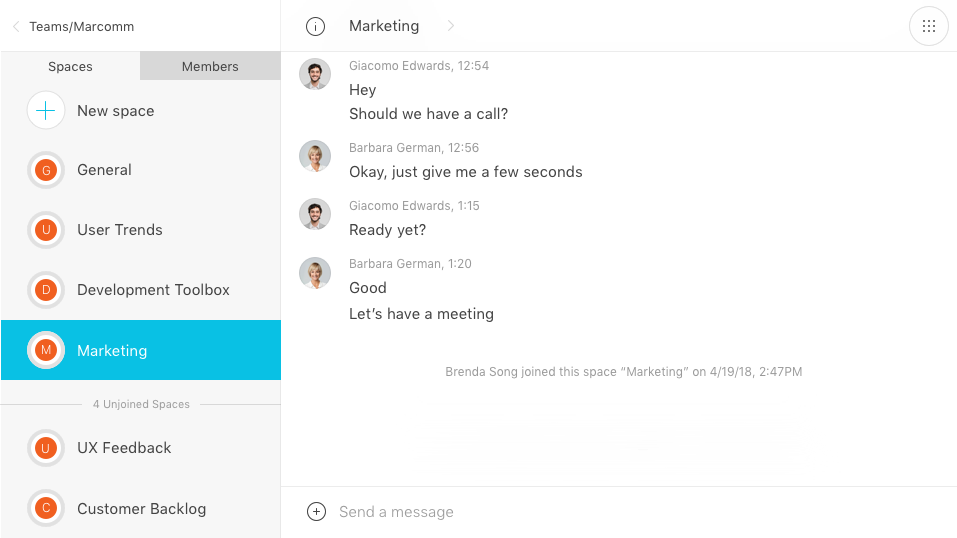 Teams/Marcomm
Spaces
Members
New space
G
General
U
User Trends
D
Development Toolbox
M
Marketing
4 Unjoined Spaces
U
UX Feedback
C
Customer Backlog
i
Marketing
Giacomo Edwards, 12:54
Hey
Should we have a call?
Barbara German, 12:56
Okay, just give me a few seconds
Giacomo Edwards, 1:15
Ready yet?
Barbara German, 1:20
Good
Let’s have a meeting
Brenda Song joined this space “Marketing” on 4/19/18, 2:47PM
Send a message